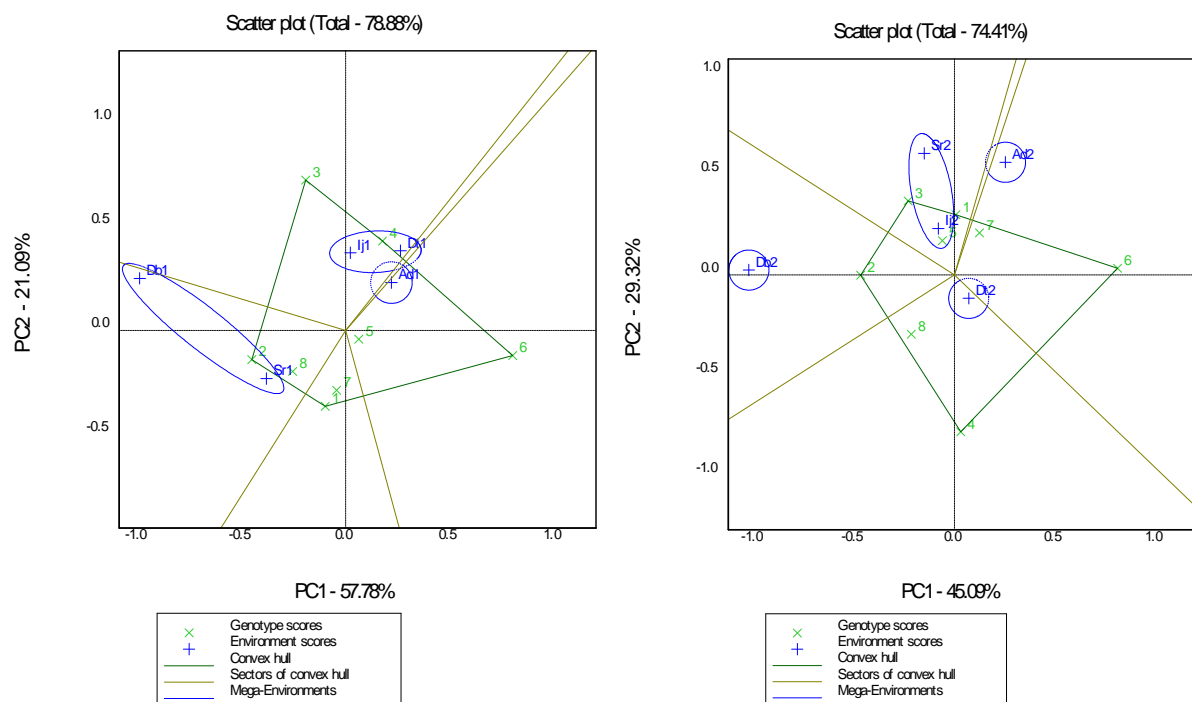 Scatter plot (Total - 78.88%)
PC2 - 21.09%
1.0
0.5
0.0
-0.5
3
4
Ij1
Dt1
Db1
Ad1
5
2
8
Sr1
6
7
1
-1.0
-0.5
0.0
0.5
1.0
PC1 - 57.78%
Genotype scores
Environment scores
Convex hull
Sectors of convex hull
Mega-Environments
Scatter plot (Total - 74.41%)
PC2 - 29.32%
1.0
0.5
0.0
-0.5
-1.0
Sr2
Ad2
3
1
Ij2
7
5
Db2
2
6
Dt2
8
4
-1.0
-0.5
0.0
0.5
1.0
PC1 - 45.09%
Genotype scores
Environment scores
Convex hull
Sectors of convex hull
Mega-Environments